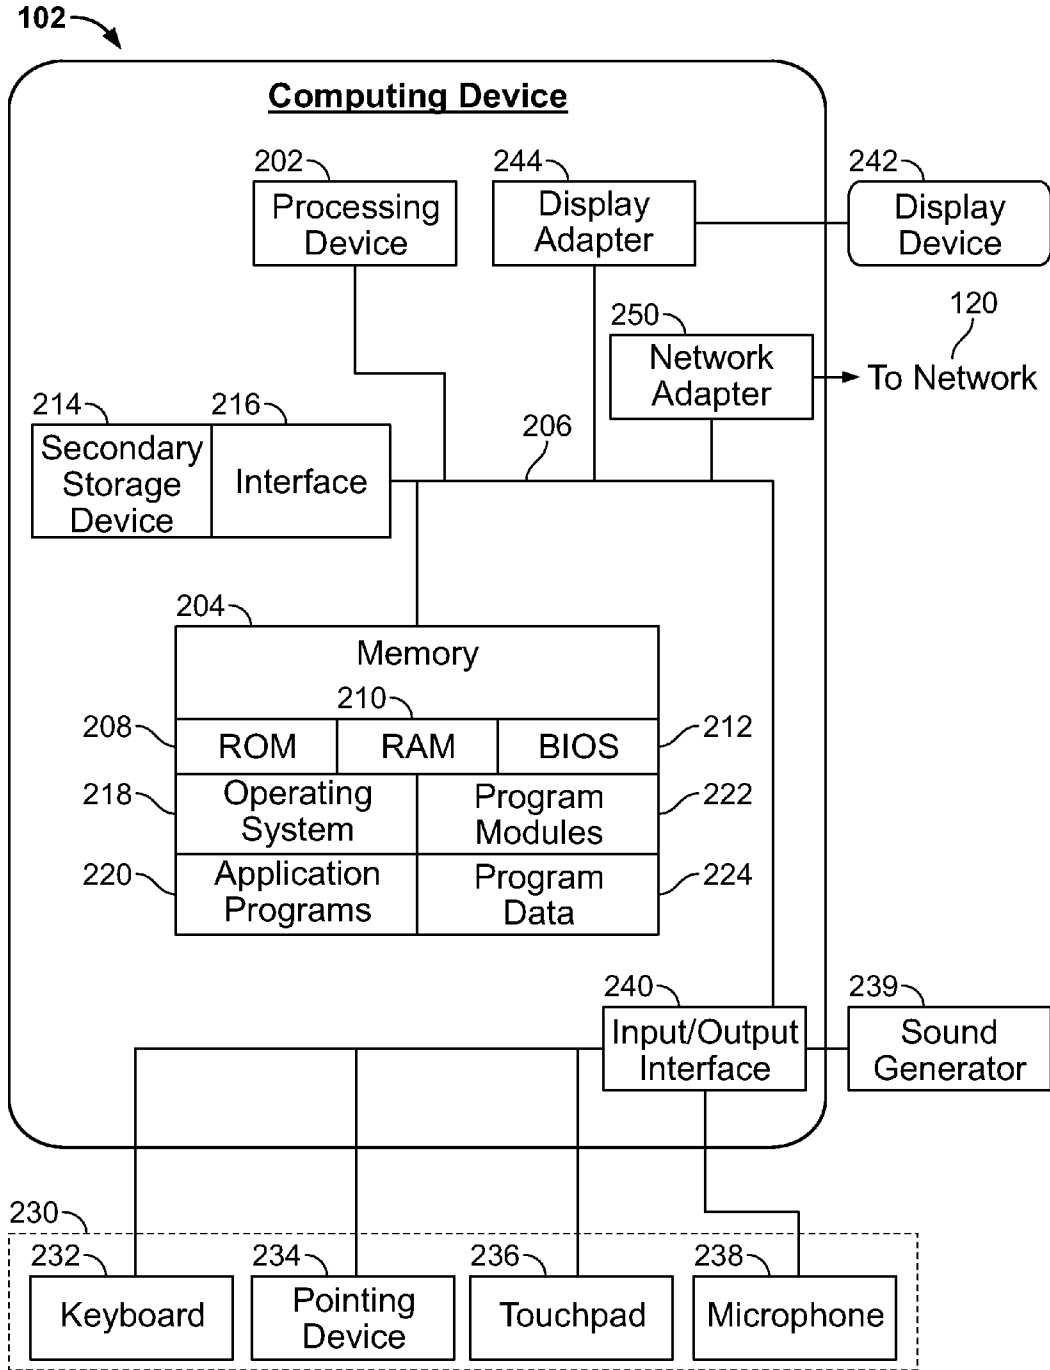 102
Computing Device
202
244
242
Processing
Device
Display
Adapter
Display
Device
250
120
Network
Adapter
To Network
214
216
206
Secondary
Storage
Device
Interface
204
Memory
210
208
ROM
RAM
BIOS
212
218
Operating
System
Program
Modules
222
220
Application
Programs
Program
Data
224
240
239
Input/Output
Interface
Sound
Generator
230
232
234
236
238
Keyboard
Pointing
Device
Touchpad
Microphone